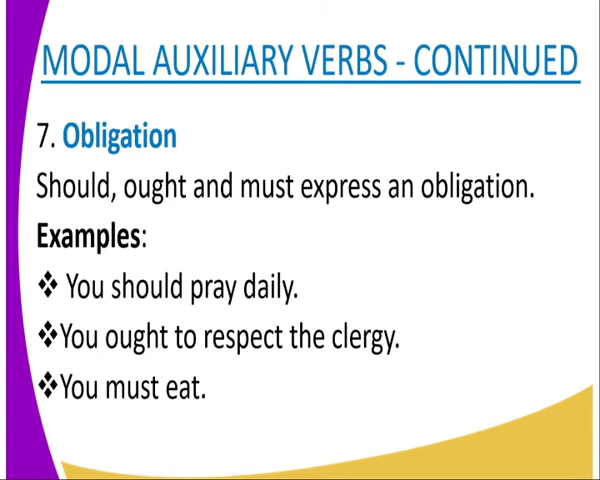 MODAL AUXILIARY VERBS - CONTINUED
7. Obligation
Should, ought and must express an obligation.
Examples:
❖ You should pray daily.
❖You ought to respect the clergy.
❖You must eat.